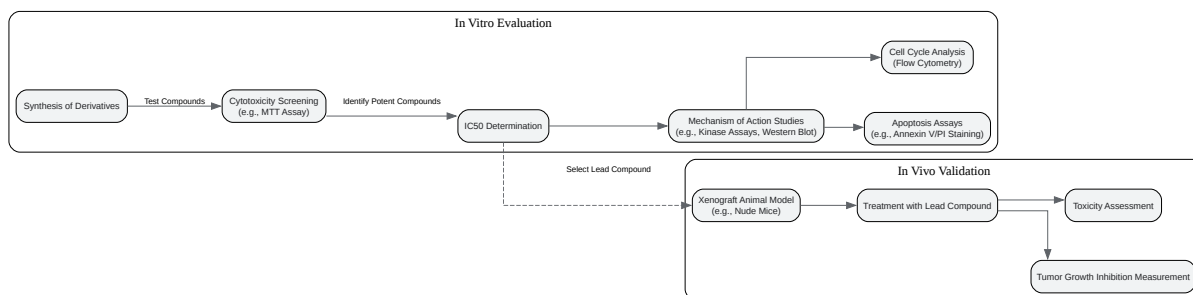 In Vitro Evaluation
Synthesis of Derivatives
Test Compounds
Cytotoxicity Screening
(e.g., MTT Assay)
Identify Potent Compounds
IC50 Determination
Mechanism of Action Studies
(e.g., Kinase Assays, Western Blot)
Cell Cycle Analysis
(Flow Cytometry)
Apoptosis Assays
(e.g., Annexin V/PI Staining)
Select Lead Compound
In Vivo Validation
Xenograft Animal Model
(e.g., Nude Mice)
Treatment with Lead Compound
Toxicity Assessment
Tumor Growth Inhibition Measurement